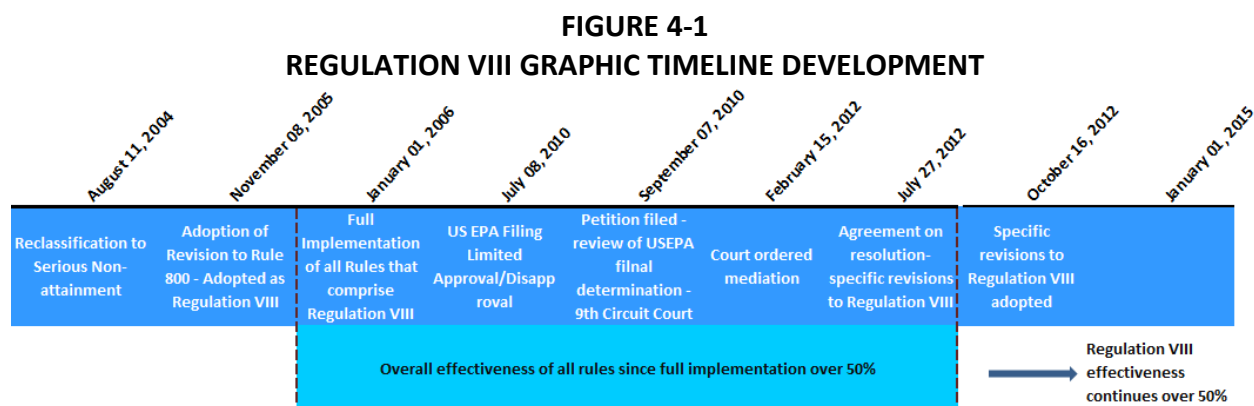 FIGURE 4-1
REGULATION VIII GRAPHIC TIMELINE DEVELOPMENT
August 11, 2004
November 08, 2005
January 01, 2006
July 08, 2010
September 07, 2010
February 15, 2012
July 27, 2012
October 16, 2012
January 01, 2015
Reclassification to
Serious Non-
attainment
Adoption of
Revision to Rule
800 - Adopted as
Regulation VIII
Full
Implementation
of all Rules that
comprise
Regulation VIII
US EPA Filing
Limited
Approval/Disapp
roval
Petition filed -
review of USEPA
filnal
determination -
9th Circuit Court
Court ordered
mediation
Agreement on
resolution-
specific revisions
to Regulation VIII
Specific
revisions to
Regulation VIII
adopted
Overall effectiveness of all rules since full implementation over 50%
Regulation VIII
effectiveness
continues over 50%